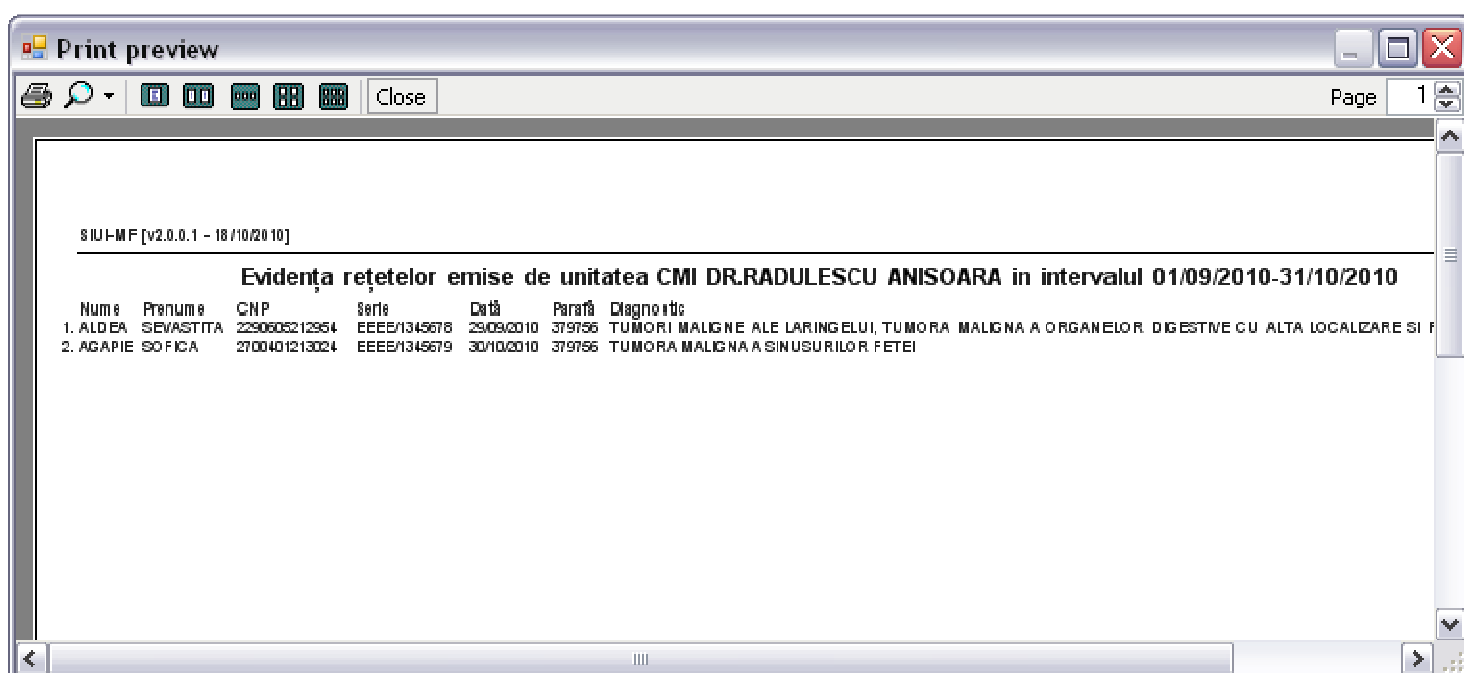 Print preview
Close Page 1
SIUI-MF [v2.0.0.1 - 18/10/2010]
Evidența rețetelor emise de unitatea CMI DR.RADULESCU ANISOARA in intervalul 01/09/2010-31/10/2010
Nume Prenume CNP Serie Dată Parafă Diagnostic
1. ALDEA SEVASTITA 2290605212954 EEEE/1345678 29/09/2010 379756 TUMORI MALIGNE ALE LARINGELUI, TUMORA MALIGNA A ORGANELOR DIGESTIVE CU ALTA LOCALIZARE SI
2. AGAPIE SOFICA 2700401213024 EEEE/1345679 30/10/2010 379756 TUMORA MALIGNA A SINUSURILOR FETEI